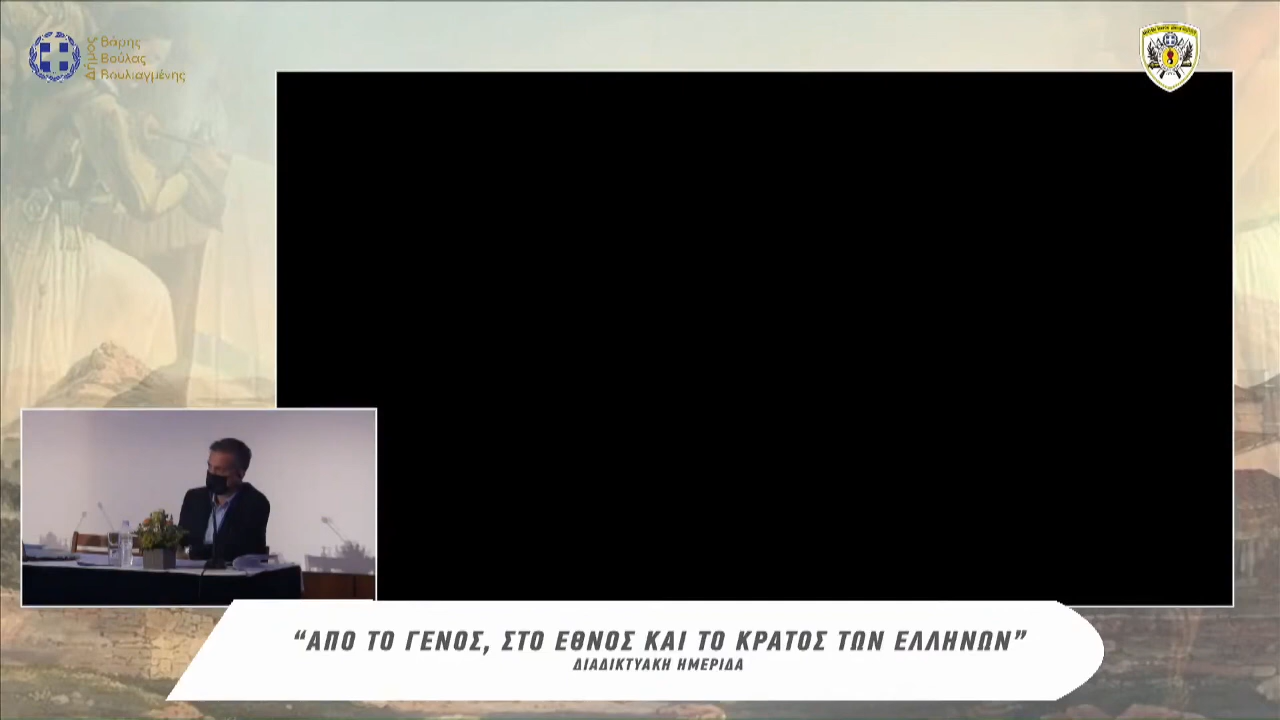 Δήμος
Βάρης
Βούλας
Βουλιαγμένης
“ΑΠΟ ΤΟ ΓΕΝΟΣ, ΣΤΟ ΕΘΝΟΣ ΚΑΙ ΤΟ ΚΡΑΤΟΣ ΤΩΝ ΕΛΛΗΝΩΝ”
ΔΙΑΔΙΚΤΥΑΚΗ ΗΜΕΡΙΔΑ